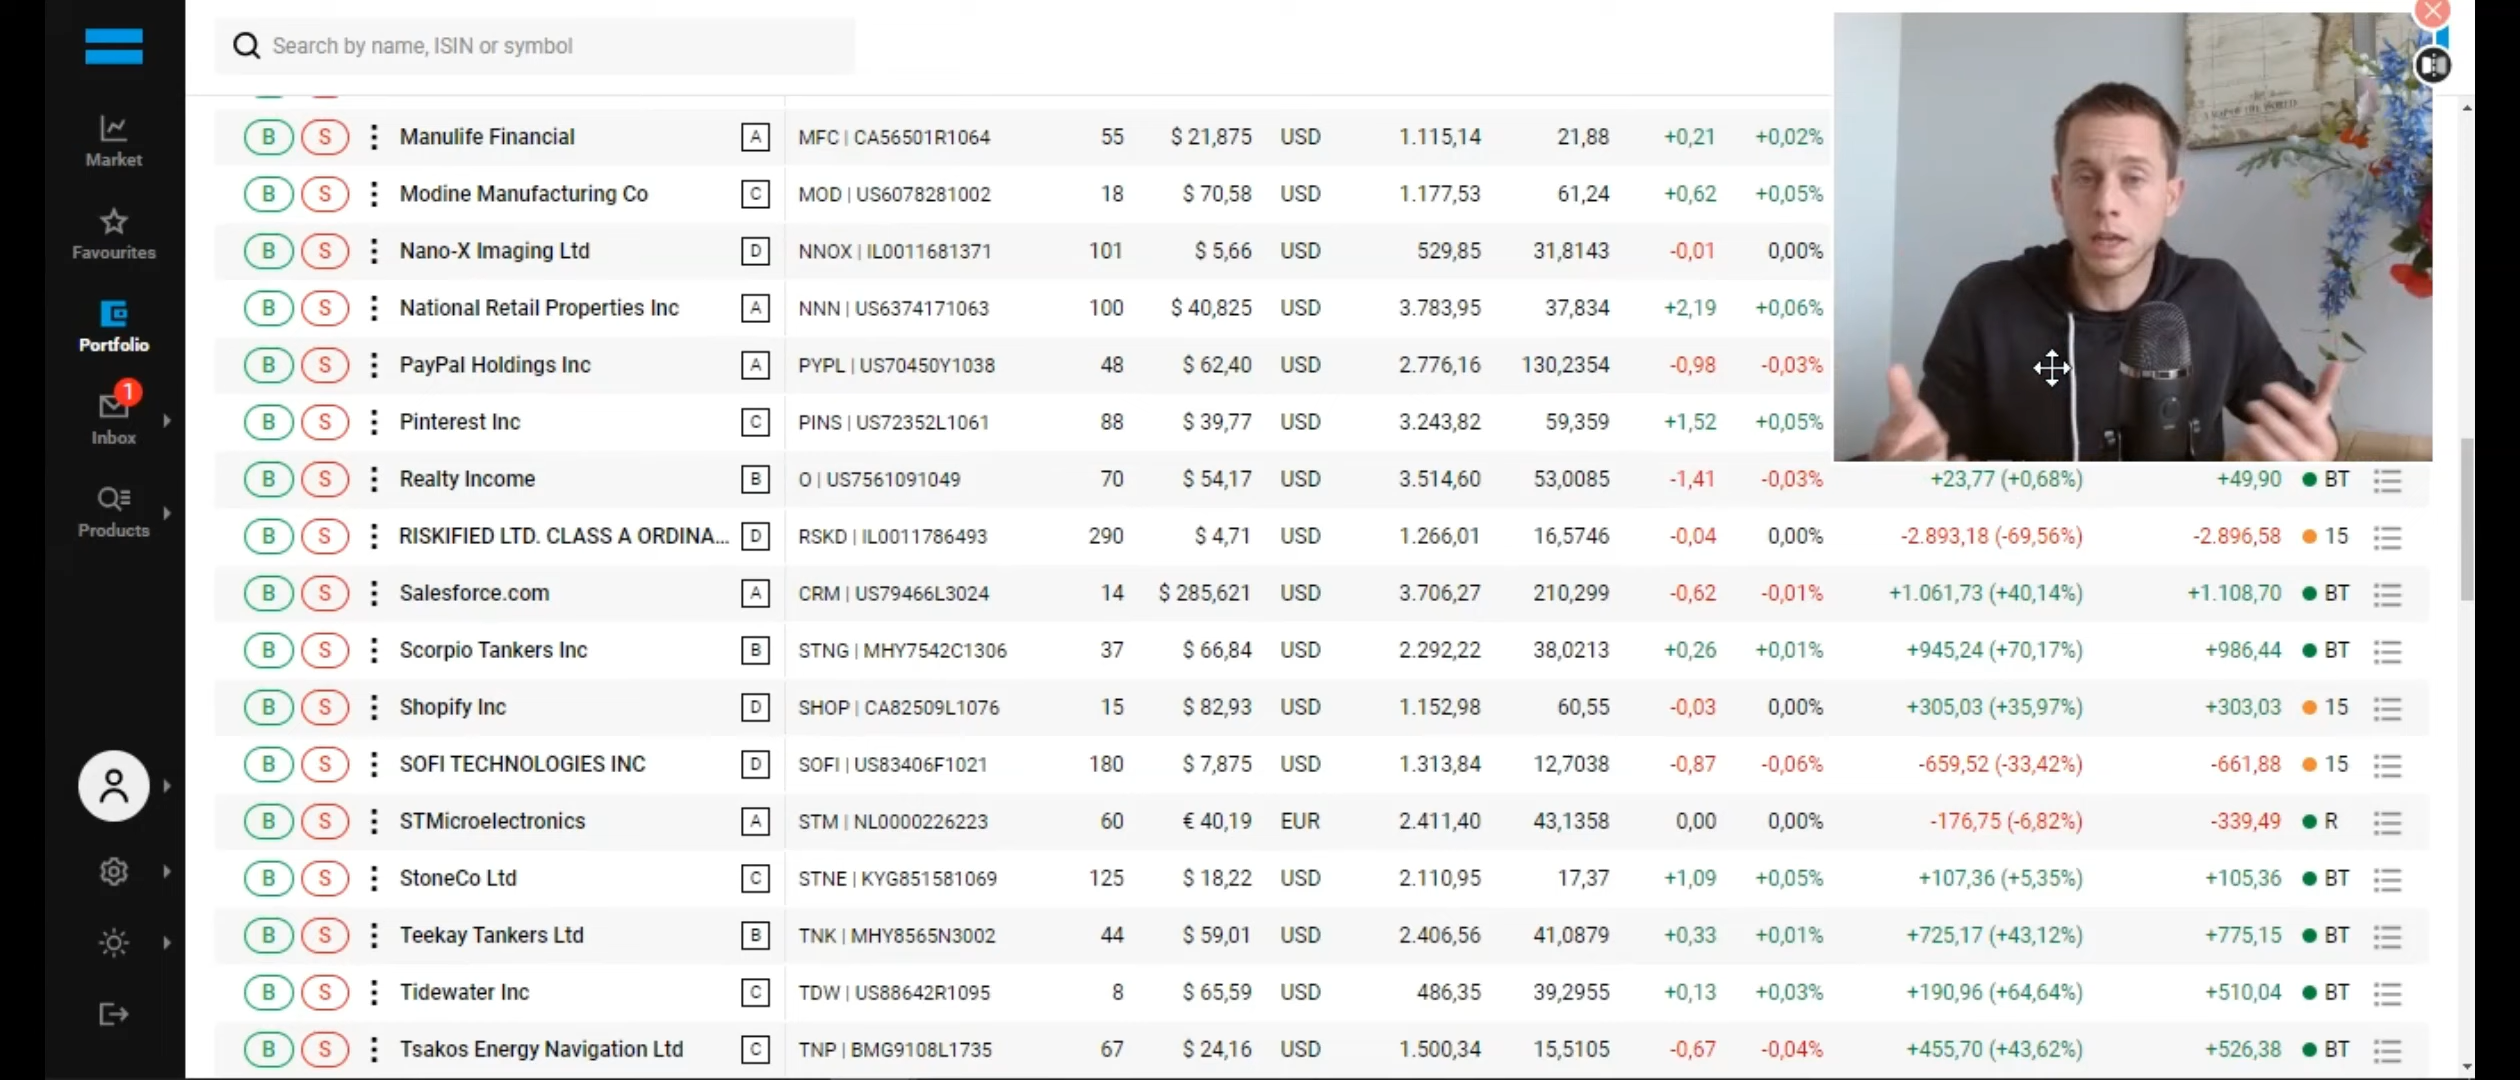 Search by name, ISIN or symbol
Market
Favourites
Portfolio
1
Inbox
Products
B S Manulife Financial A MFC | CA56501R1064 55 $ 21,875 USD 1.115,14 21,88 +0,21 +0,02%
B S Modine Manufacturing Co C MOD | US6078281002 18 $ 70,58 USD 1.177,53 61,24 +0,62 +0,05%
B S Nano-X Imaging Ltd D NNOX | IL0011681371 101 $ 5,66 USD 529,85 31,8143 -0,01 0,00%
B S National Retail Properties Inc A NNN | US6374171063 100 $ 40,825 USD 3.783,95 37,834 +2,19 +0,06%
B S PayPal Holdings Inc A PYPL | US70450Y1038 48 $ 62,40 USD 2.776,16 130,2354 -0,98 -0,03%
B S Pinterest Inc C PINS | US72352L1061 88 $ 39,77 USD 3.243,82 59,359 +1,52 +0,05%
B S Realty Income B O | US7561091049 70 $ 54,17 USD 3.514,60 53,0085 -1,41 -0,03% +23,77 (+0,68%) +49,90 BT
B S RISKIFIED LTD. CLASS A ORDINA... D RSKD | IL0011786493 290 $ 4,71 USD 1.266,01 16,5746 -0,04 0,00% -2.893,18 (-69,56%) -2.896,58 15
B S Salesforce.com A CRM | US79466L3024 14 $ 285,621 USD 3.706,27 210,299 -0,62 -0,01% +1.061,73 (+40,14%) +1.108,70 BT
B S Scorpio Tankers Inc B STNG | MHY7542C1306 37 $ 66,84 USD 2.292,22 38,0213 +0,26 +0,01% +945,24 (+70,17%) +986,44 BT
B S Shopify Inc D SHOP | CA82509L1076 15 $ 82,93 USD 1.152,98 60,55 -0,03 0,00% +305,03 (+35,97%) +303,03 15
B S SOFI TECHNOLOGIES INC D SOFI | US83406F1021 180 $ 7,875 USD 1.313,84 12,7038 -0,87 -0,06% -659,52 (-33,42%) -661,88 15
B S STMicroelectronics A STM | NL0000226223 60 € 40,19 EUR 2.411,40 43,1358 0,00 0,00% -176,75 (-6,82%) -339,49 R
B S StoneCo Ltd C STNE | KYG851581069 125 $ 18,22 USD 2.110,95 17,37 +1,09 +0,05% +107,36 (+5,35%) +105,36 BT
B S Teekay Tankers Ltd B TNK | MHY8565N3002 44 $ 59,01 USD 2.406,56 41,0879 +0,33 +0,01% +725,17 (+43,12%) +775,15 BT
B S Tidewater Inc C TDW | US88642R1095 8 $ 65,59 USD 486,35 39,2955 +0,13 +0,03% +190,96 (+64,64%) +510,04 BT
B S Tsakos Energy Navigation Ltd C TNP | BMG9108L1735 67 $ 24,16 USD 1.500,34 15,5105 -0,67 -0,04% +455,70 (+43,62%) +526,38 BT